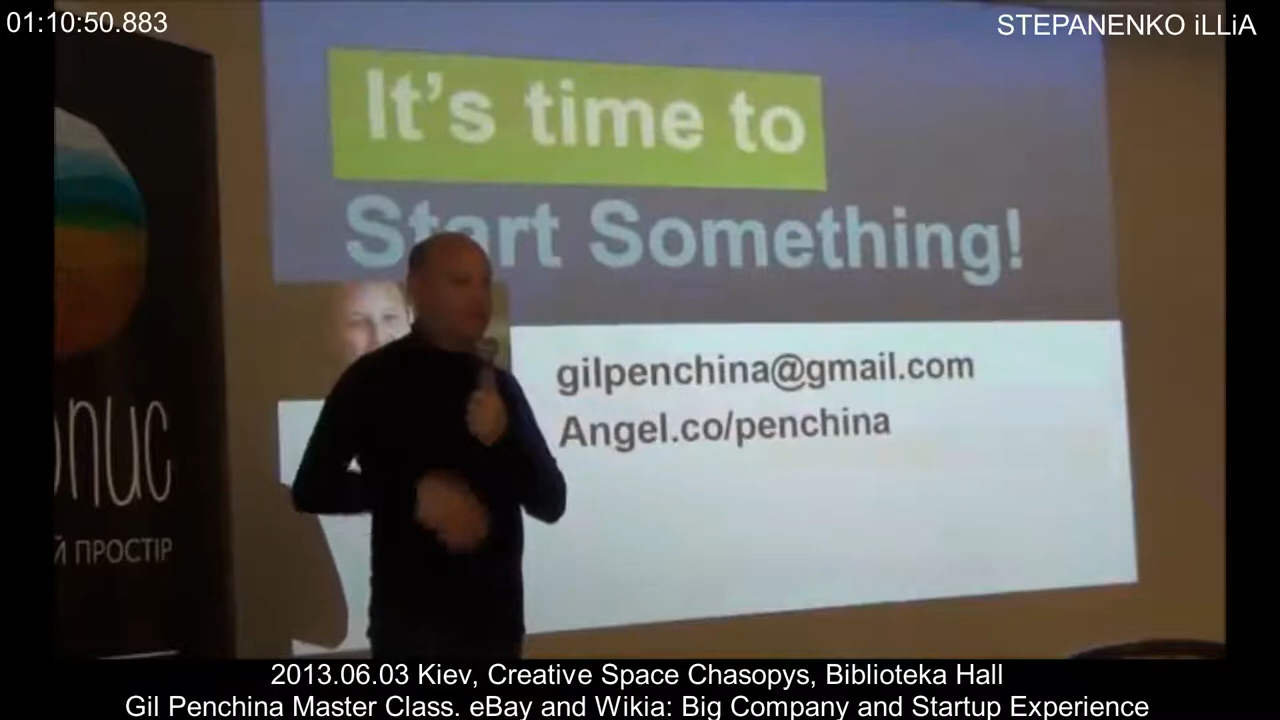 01:10:50.883
STEPANENKO iLLiA
It's time to
Start Something!
gilpenchina@gmail.com
Angel.co/penchina
ПРОСТІР
2013.06.03 Kiev, Creative Space Chasopys, Biblioteka Hall
Gil Penchina Master Class. eBay and Wikia: Big Company and Startup Experience